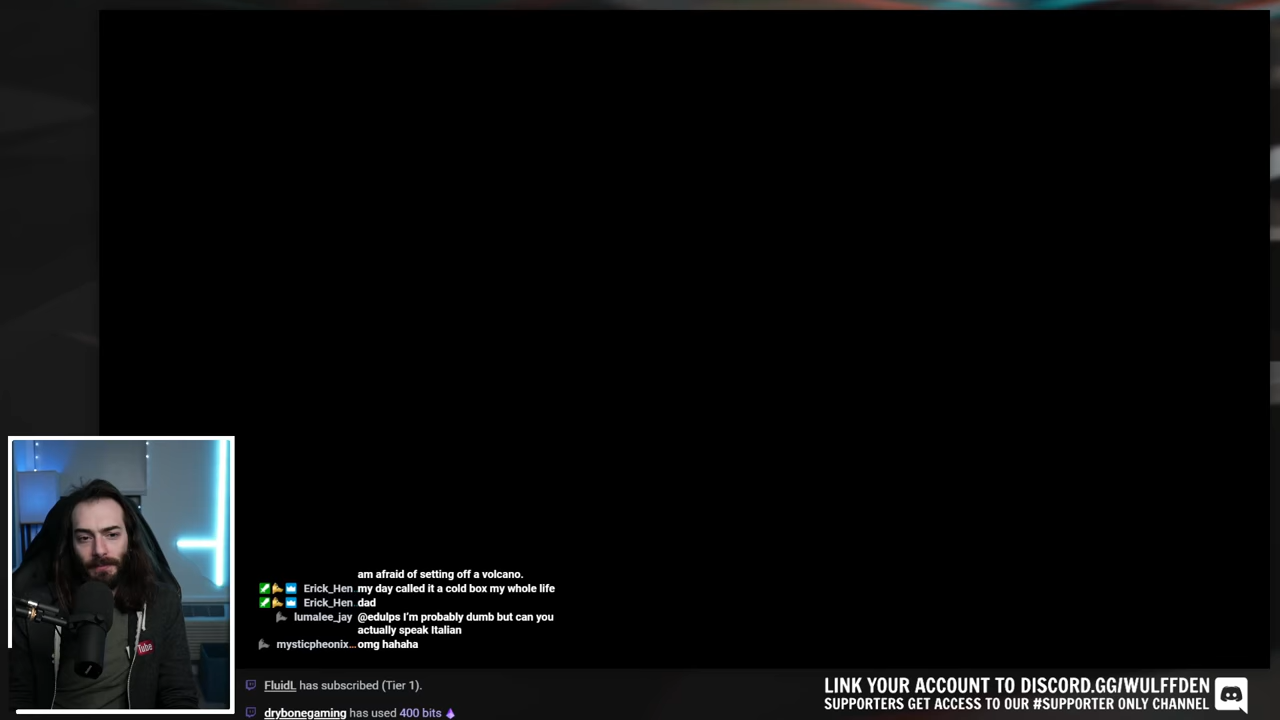 am afraid of setting off a volcano.
Erick_Hen my day called it a cold box my whole life
Erick_Hen dad
lumalee_jay @edulps I'm probably dumb but can you
actually speak Italian
mysticpheonix... omg hahaha
Tube
FluidL has subscribed (Tier 1).
drybonegaming has used 400 bits
LINK YOUR ACCOUNT TO DISCORD.GG/WULFFDEN
SUPPORTERS GET ACCESS TO OUR #SUPPORTER ONLY CHANNEL